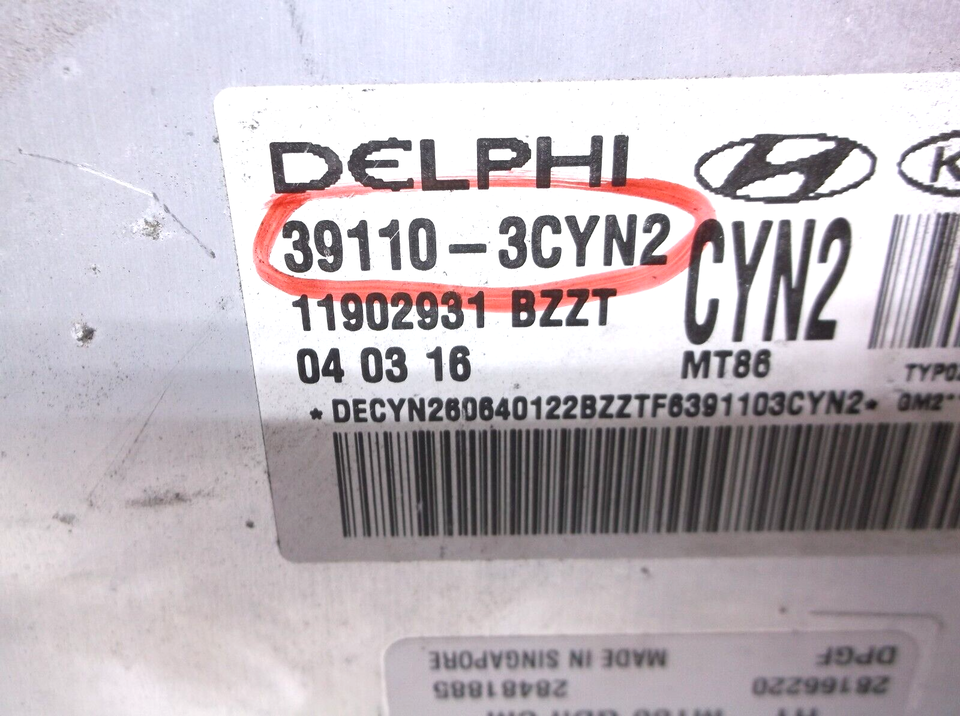 DELPHI
39110-3CYN2
CYN2
11902931 BZZT
04 03 16
MT86
*DECYN260640122BZZTF6391103CYN2*
MADE IN SINGAPORE
DPGF
28481885
28166220